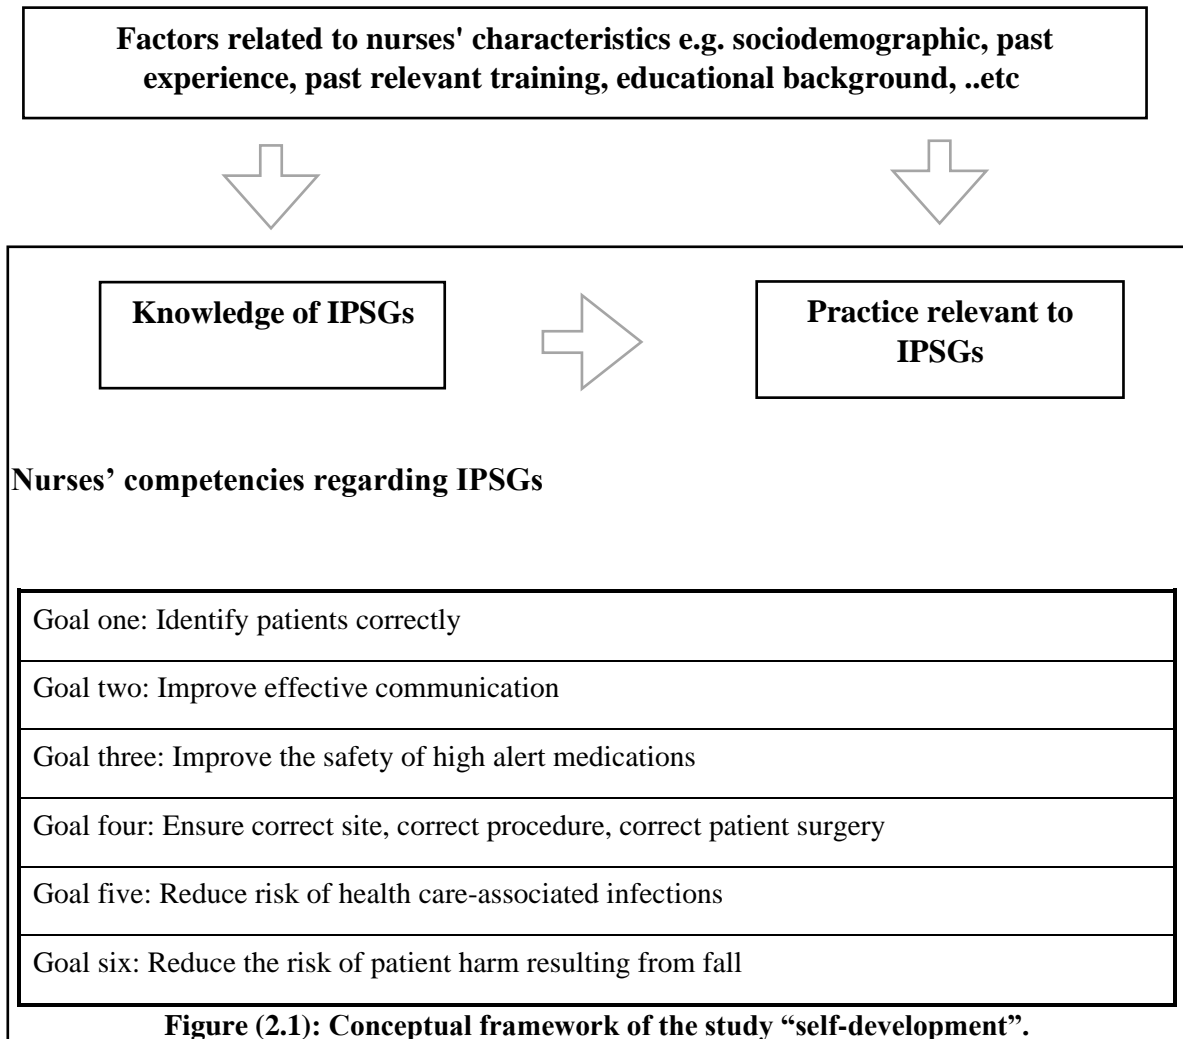 Factors related to nurses' characteristics e.g. sociodemographic, past
experience, past relevant training, educational background, ..etc
Knowledge of IPSGs
Practice relevant to
IPSGs
Nurses’ competencies regarding IPSGs
Goal one: Identify patients correctly
Goal two: Improve effective communication
Goal three: Improve the safety of high alert medications
Goal four: Ensure correct site, correct procedure, correct patient surgery
Goal five: Reduce risk of health care-associated infections
Goal six: Reduce the risk of patient harm resulting from fall
Figure (2.1): Conceptual framework of the study “self-development”.